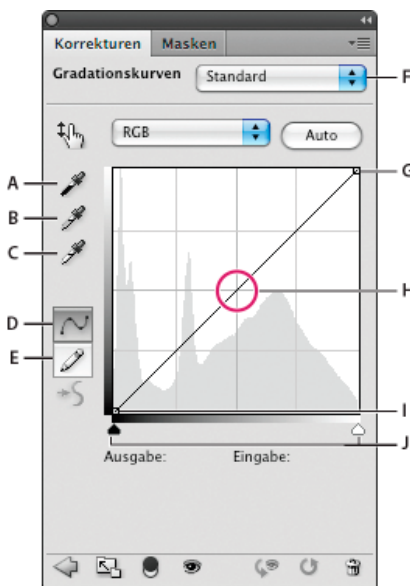 Korrekturen Masken
Gradationskurven Standard F
RGB Auto
A
G
B
C
H
D
E
I
J
Ausgabe: Eingabe: